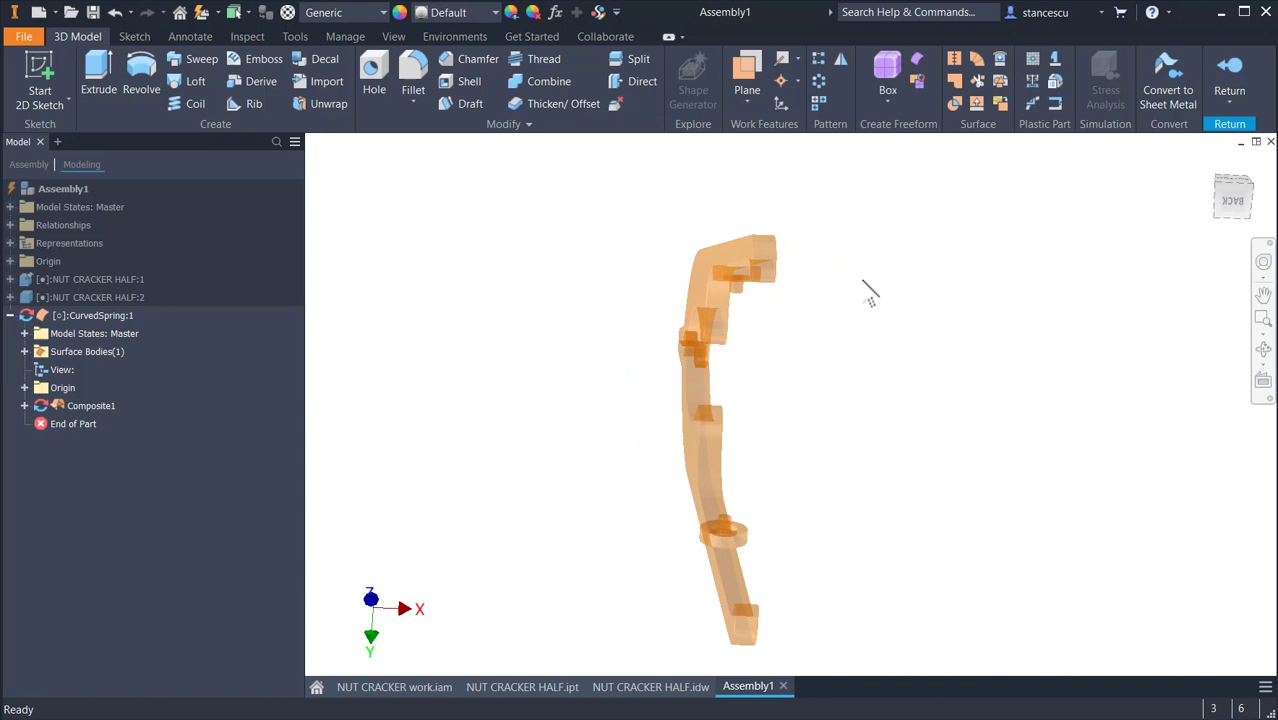 Generic
Default
Assembly1
Search Help & Commands...
stancescu
File
3D Model
Sketch
Annotate
Inspect
Tools
Manage
View
Environments
Get Started
Collaborate
Start
2D Sketch
Extrude
Revolve
Sweep
Loft
Coil
Emboss
Derive
Rib
Decal
Import
Unwrap
Hole
Fillet
Chamfer
Shell
Draft
Thread
Combine
Thicken/ Offset
Split
Direct
Shape
Generator
Plane
Box
Stress
Analysis
Convert to
Sheet Metal
Return
Sketch
Create
Modify
Explore
Work Features
Pattern
Create Freeform
Surface
Plastic Part
Simulation
Convert
Return
Model
Assembly
Modeling
Assembly1
Model States: Master
Relationships
Representations
Origin
[●]:NUT CRACKER HALF:1
[●]:NUT CRACKER HALF:2
[○]:CurvedSpring:1
Model States: Master
Surface Bodies(1)
View:
Origin
Composite1
End of Part
BACK
Z
X
Y
NUT CRACKER work.iam
NUT CRACKER HALF.ipt
NUT CRACKER HALF.idw
Assembly1
Ready
3
6